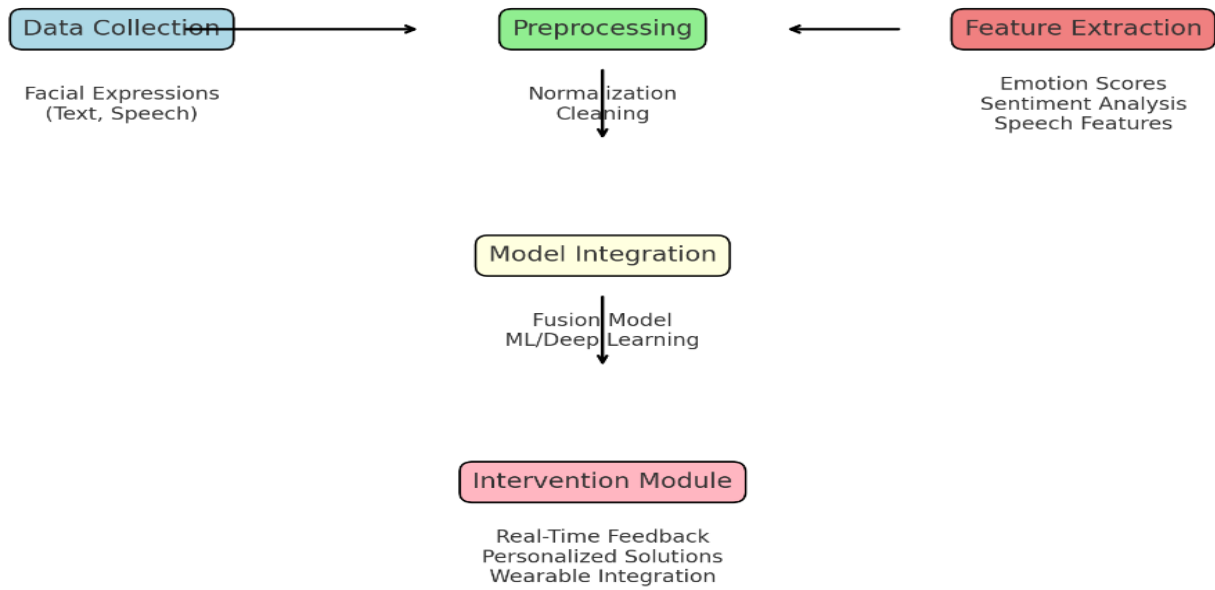 Data Collection
Facial Expressions
(Text, Speech)
Preprocessing
Normalization
Cleaning
Feature Extraction
Emotion Scores
Sentiment Analysis
Speech Features
Model Integration
Fusion Model
ML/Deep Learning
Intervention Module
Real-Time Feedback
Personalized Solutions
Wearable Integration